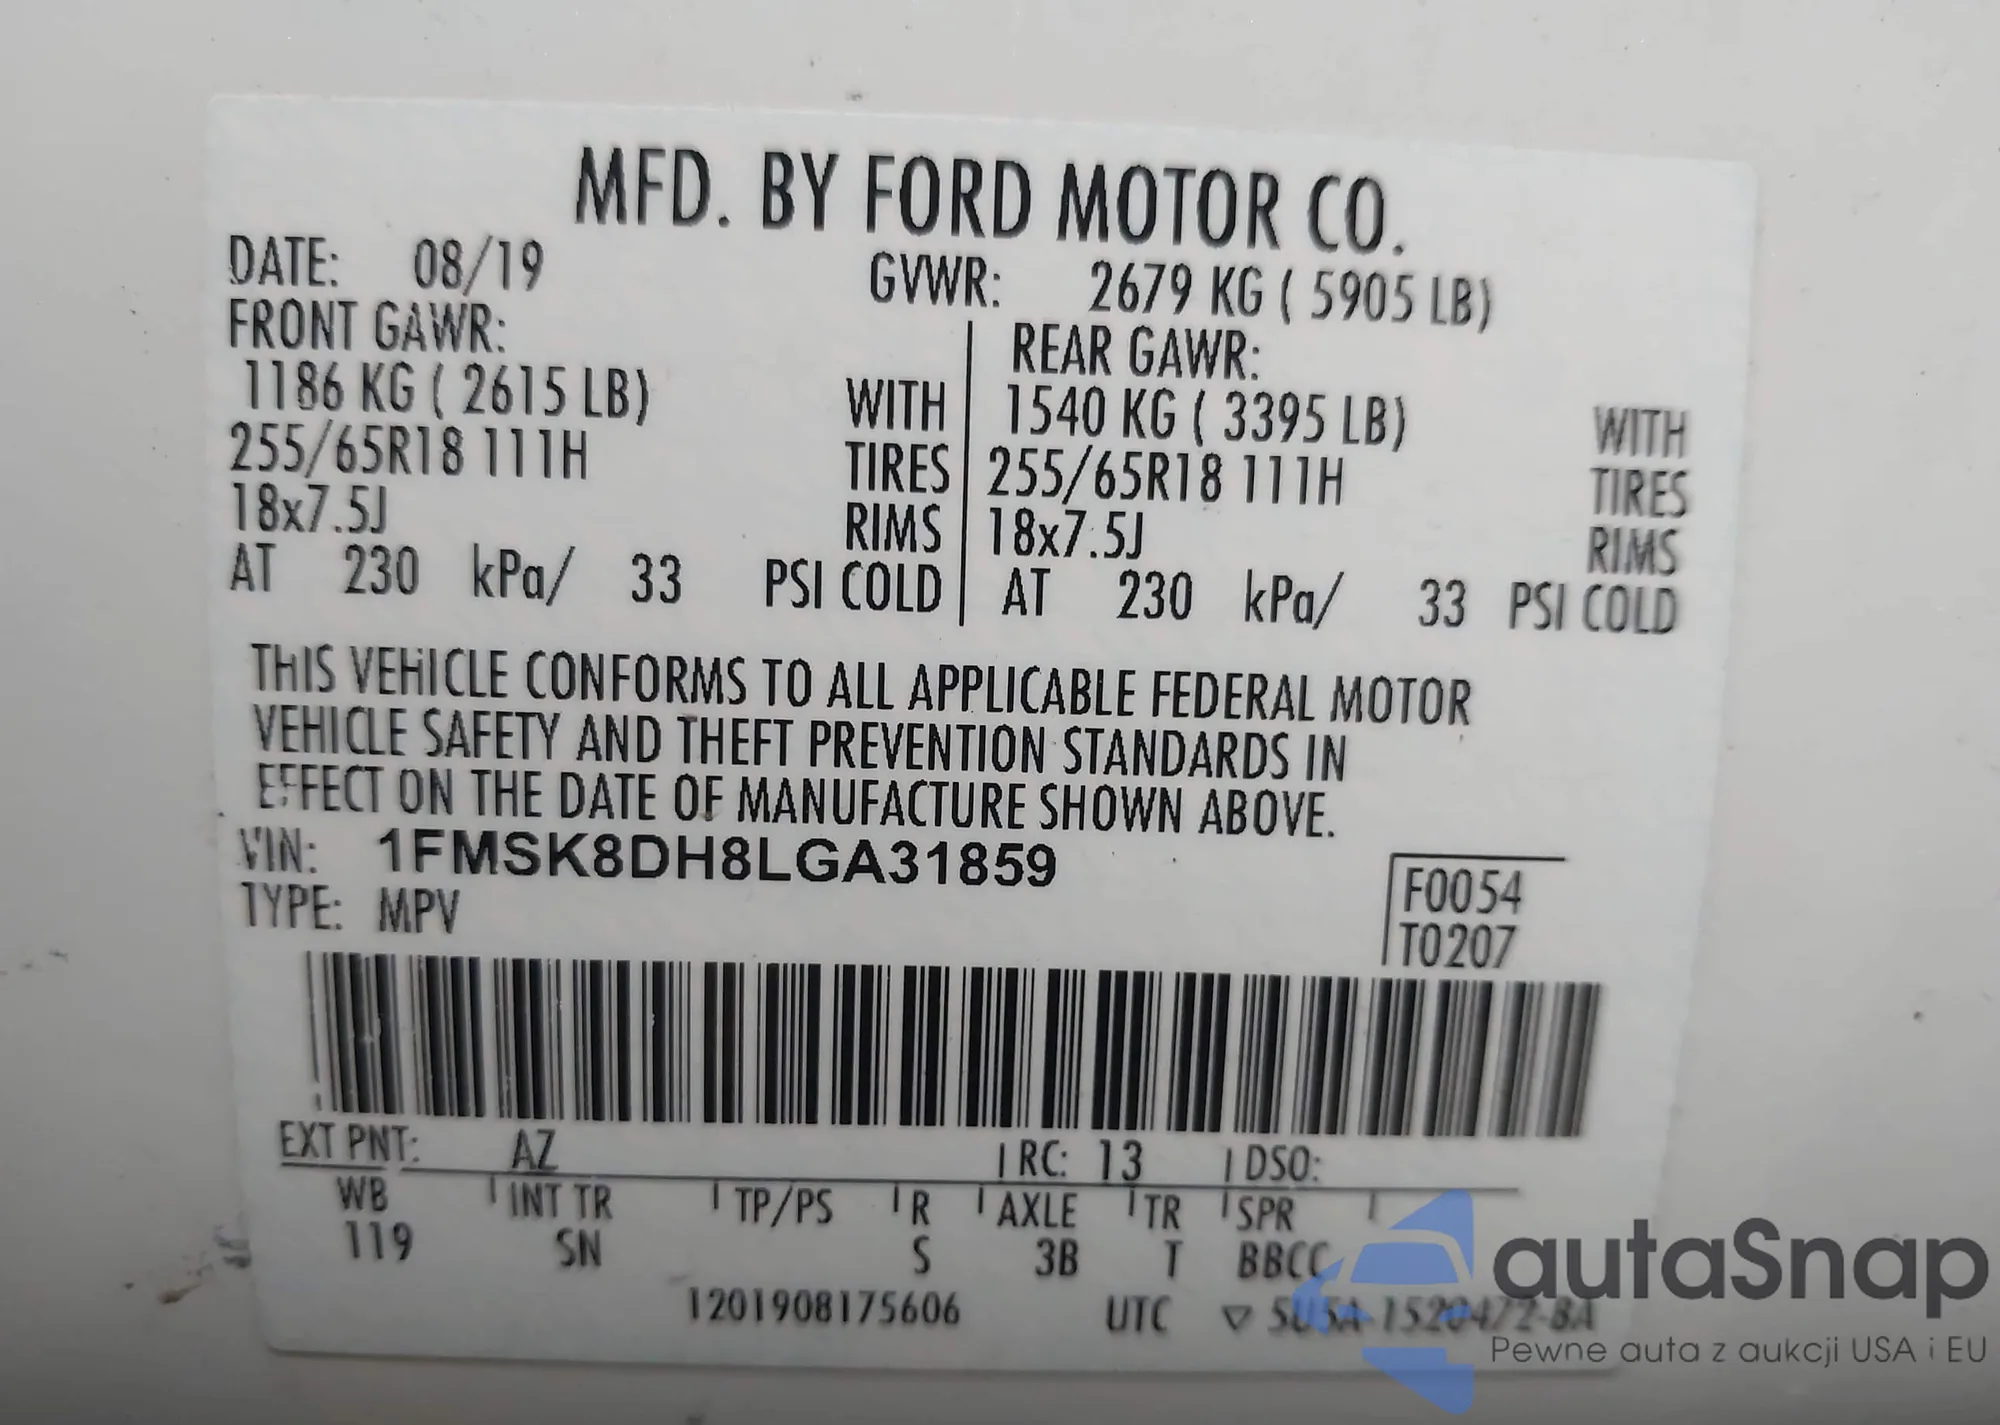 MFD. BY FORD MOTOR CO.
DATE: 08/19 GVWR: 2679 KG ( 5905 LB)
FRONT GAWR: REAR GAWR:
1186 KG ( 2615 LB) WITH 1540 KG ( 3395 LB) WITH
255/65R18 111H TIRES 255/65R18 111H TIRES
18x7.5J RIMS 18x7.5J RIMS
AT 230 kPa/ 33 PSI COLD AT 230 kPa/ 33 PSI COLD
THIS VEHICLE CONFORMS TO ALL APPLICABLE FEDERAL MOTOR
VEHICLE SAFETY AND THEFT PREVENTION STANDARDS IN
EFFECT ON THE DATE OF MANUFACTURE SHOWN ABOVE.
VIN: 1FMSK8DH8LGA31859
TYPE: MPV
F0054
T0207
EXT PNT: AZ RC: 13 DSO:
WB INT TR TP/PS R AXLE TR SPR
119 SN S 3B T BBCC
1201908175606 UTC ▽ 5U5A-1520472-BA
autaSnap
Pewne auta z aukcji USA i EU